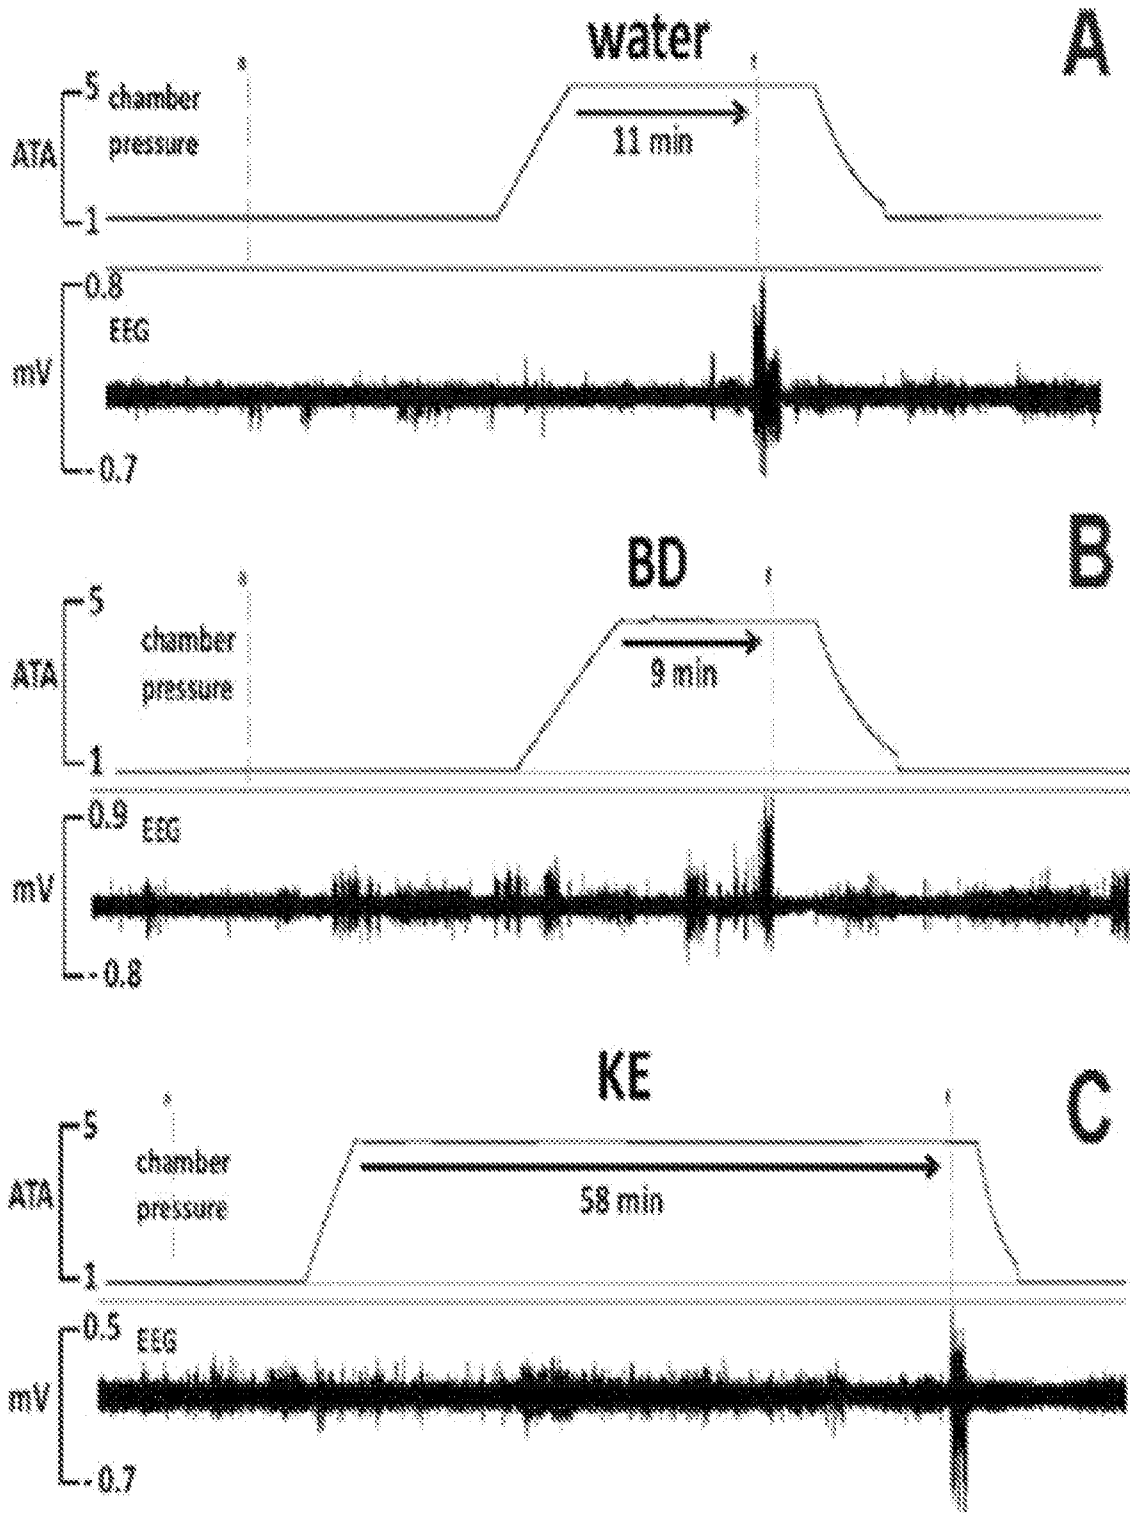 water
A
5
chamber
pressure
ATA
11 min
1
0.8
EEG
mV
-0.7
BD
B
5
chamber
pressure
ATA
9 min
1
0.9
EEG
mV
-0.8
KE
C
5
chamber
pressure
ATA
58 min
1
0.5
EEG
mV
-0.7